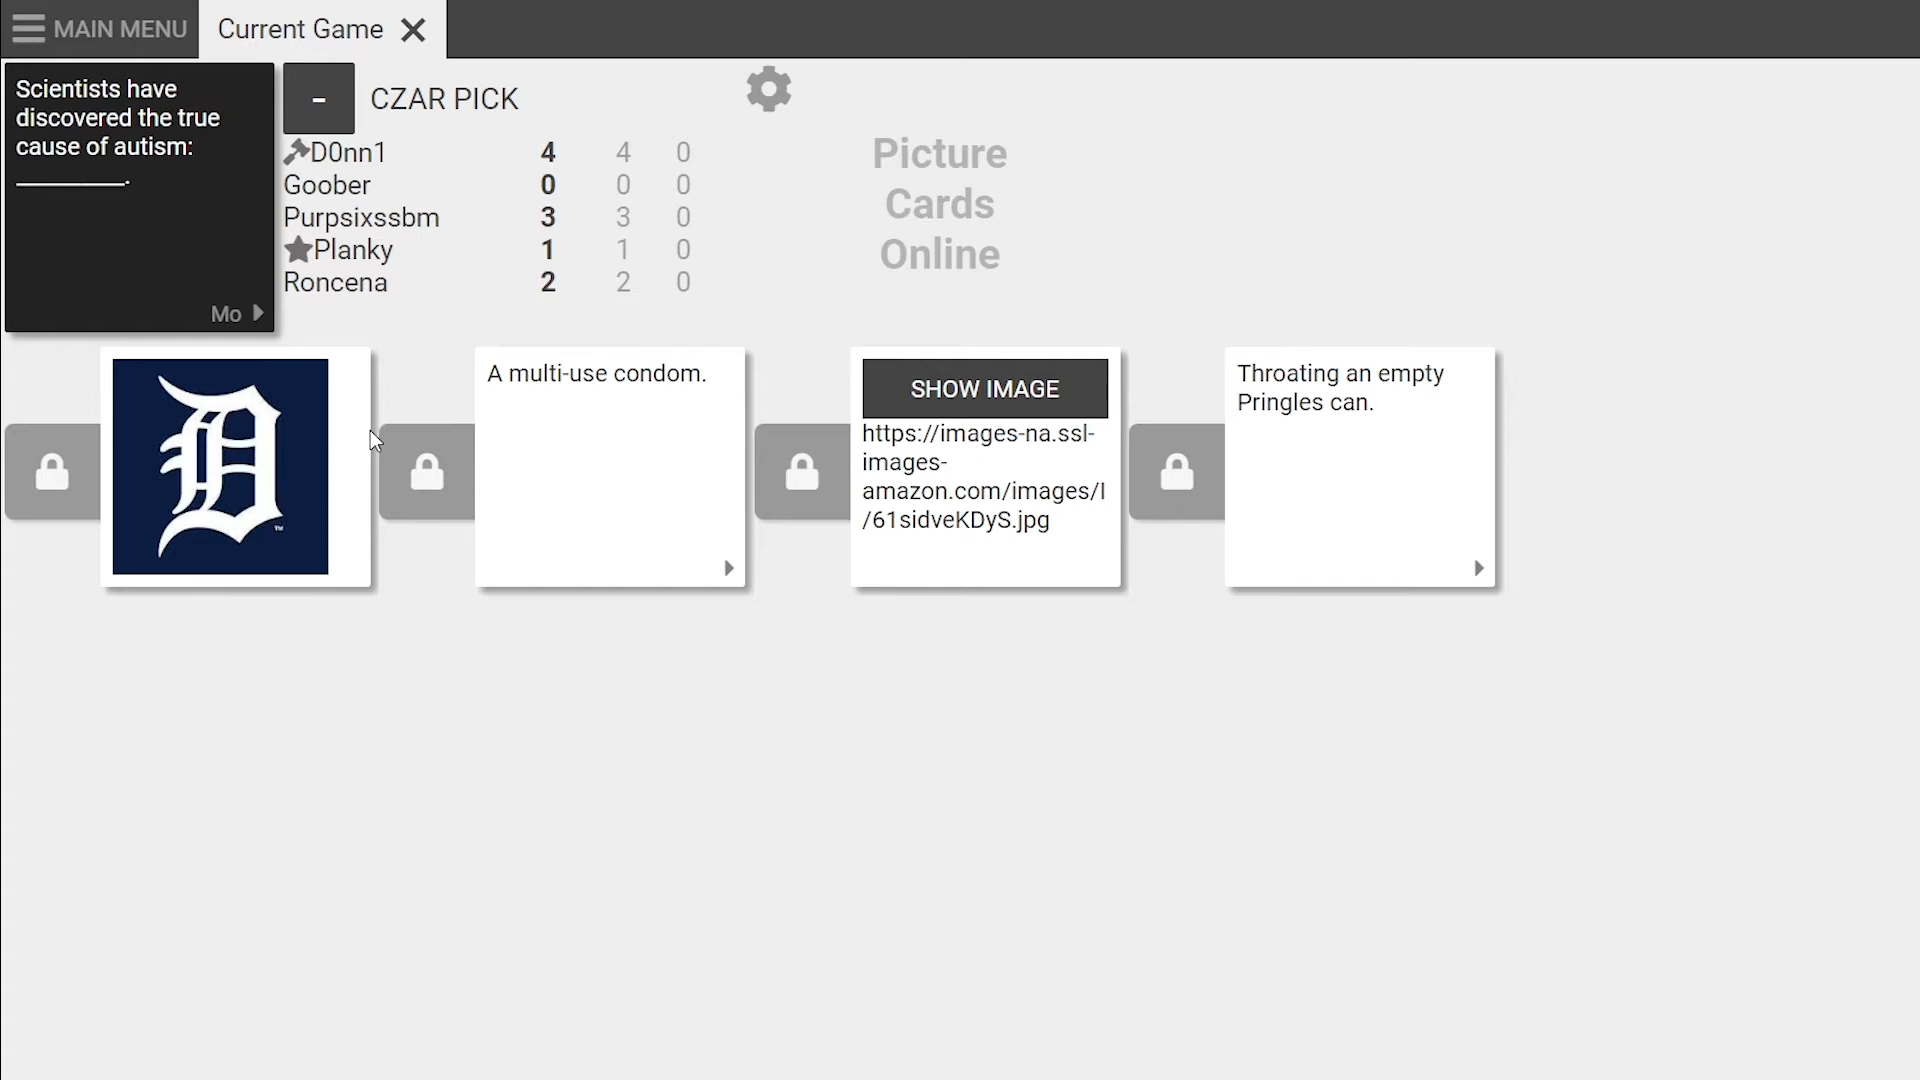 MAIN MENU
Current Game
Scientists have
discovered the true
cause of autism:
_________.
Mo
-
CZAR PICK
D0nn1 4 4 0
Goober 0 0 0
Purpsixssbm 3 3 0
Planky 1 1 0
Roncena 2 2 0
Picture
Cards
Online
D
TM
A multi-use condom.
SHOW IMAGE
https://images-na.ssl-
images-
amazon.com/images/I
/61sidveKDyS.jpg
Throating an empty
Pringles can.